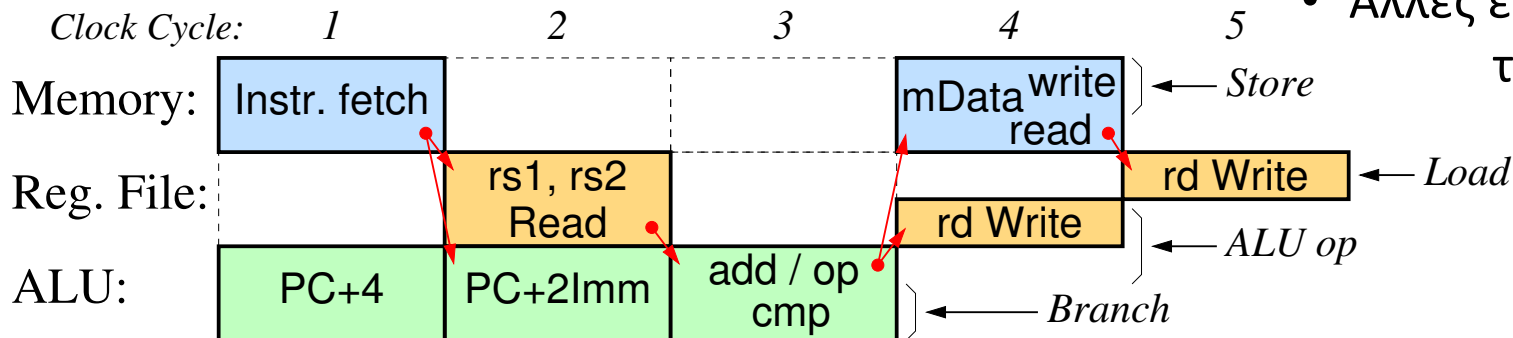 Clock Cycle: 1 2 3 4 5
Memory: Instr. fetch mData write read Store
Reg. File: rs1, rs2 Read rd Write rd Write Load
ALU op
ALU: PC+4 PC+2Imm add / op cmp Branch